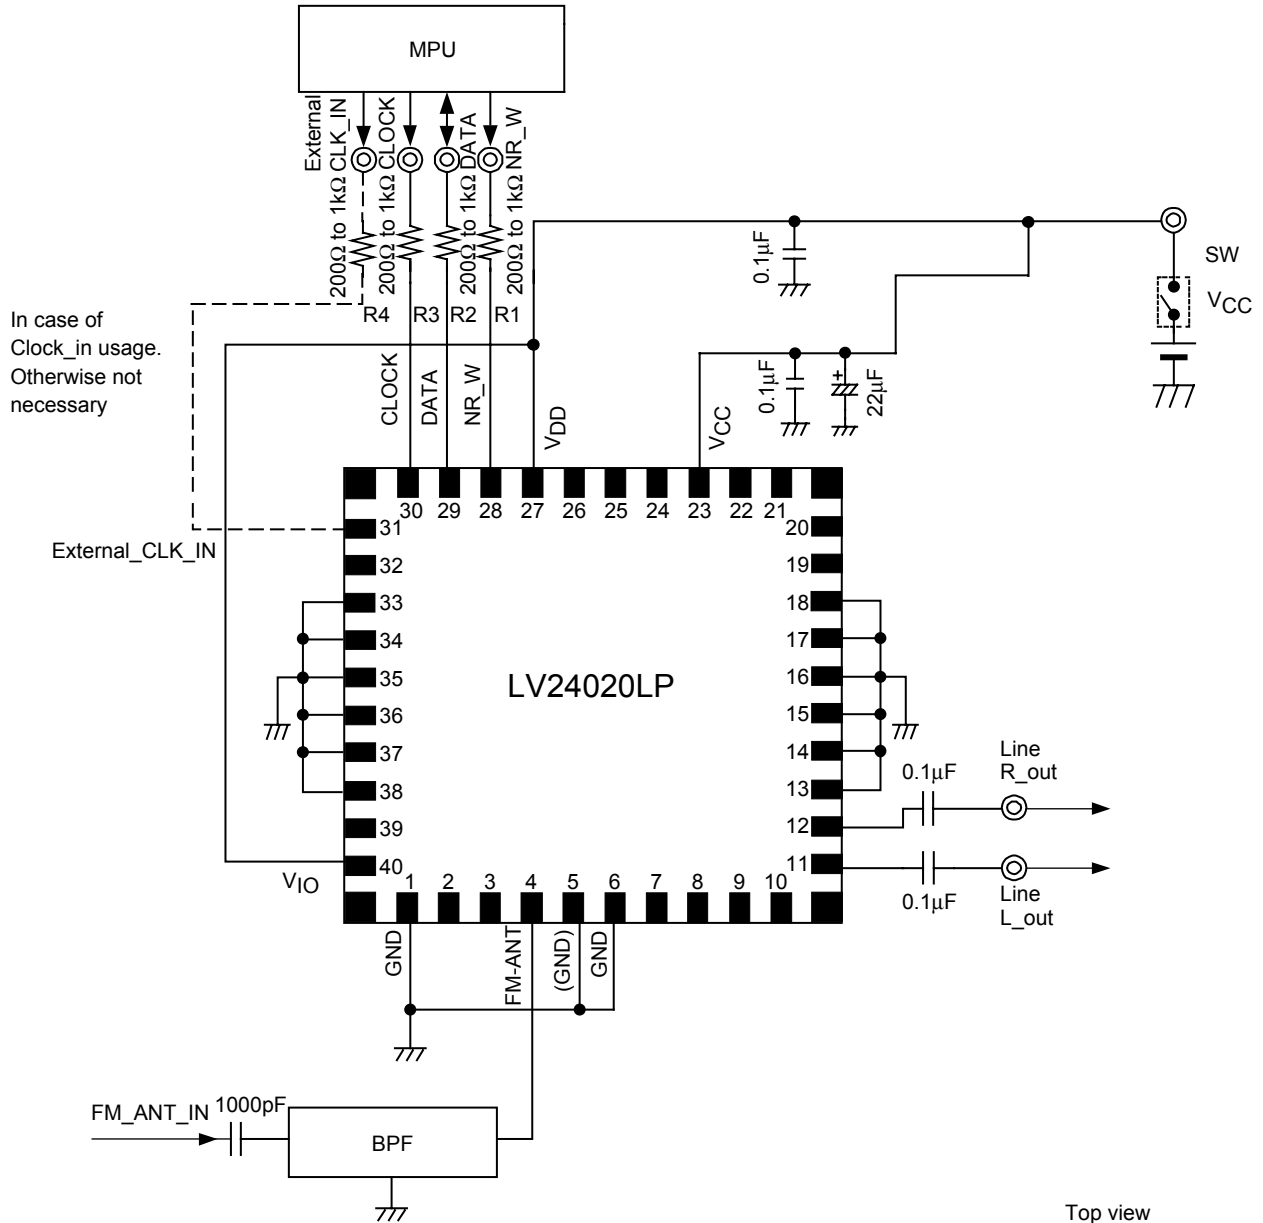 MPU
External
CLK_IN
CLOCK
DATA
NR_W
200Ω to 1kΩ
200Ω to 1kΩ
200Ω to 1kΩ
200Ω to 1kΩ
R4
R3
R2
R1
0.1μF
SW
VCC
In case of
Clock_in usage.
Otherwise not
necessary
CLOCK
DATA
NR_W
VDD
VCC
0.1μF
+
22μF
30
29
28
27
26
25
24
23
22
21
External_CLK_IN
31
32
33
34
35
36
37
38
39
40
VIO
LV24020LP
20
19
18
17
16
15
14
13
12
11
0.1μF
Line
R_out
0.1μF
Line
L_out
1
2
3
4
5
6
7
8
9
10
GND
FM-ANT
(GND)
GND
FM_ANT_IN
1000pF
BPF
Top view